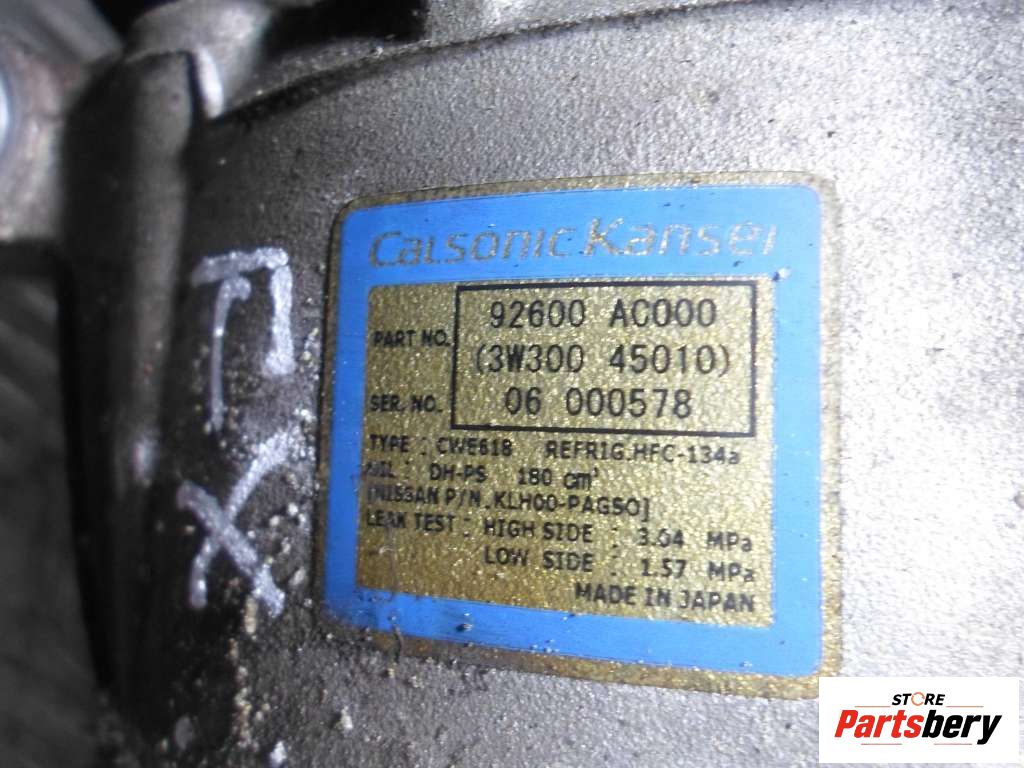 Calsonic Kansei
PART NO. 92600 AC000
(3W300 45010)
SER. NO. 06 000578
TYPE : CWE618 REFRIG.HFC-134a
OIL : DH-PS 180 cm³
[NISSAN P/N. KLH00-PAGSO]
LEAK TEST : HIGH SIDE : 3.04 MPa
LOW SIDE : 1.57 MPa
MADE IN JAPAN
STORE
Partsbery